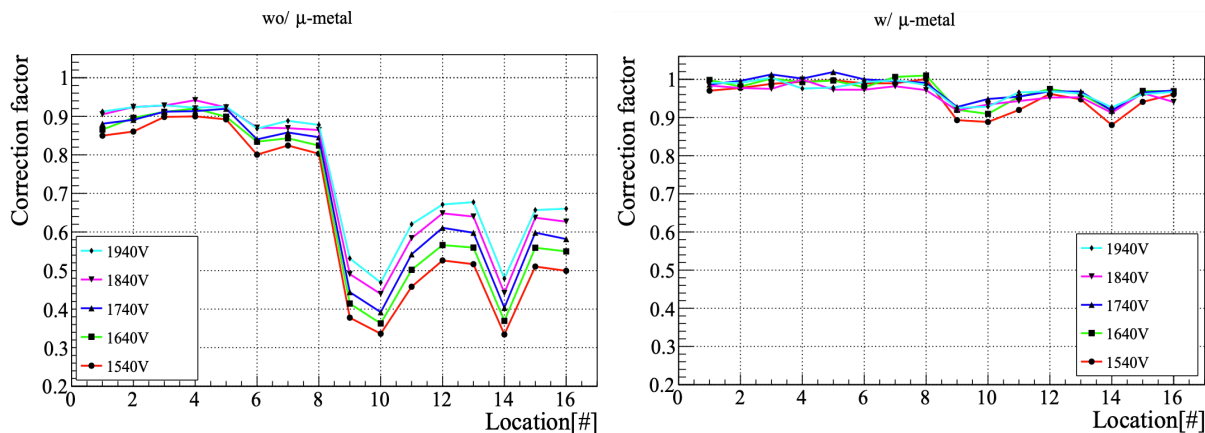 wo/ μ-metal
Correction factor
1
0.9
0.8
0.7
0.6
0.5
0.4
0.3
0.2
1940V
1840V
1740V
1640V
1540V
0 2 4 6 8 10 12 14 16
Location[#]
w/ μ-metal
Correction factor
1
0.9
0.8
0.7
0.6
0.5
0.4
0.3
0.2
1940V
1840V
1740V
1640V
1540V
0 2 4 6 8 10 12 14 16
Location[#]